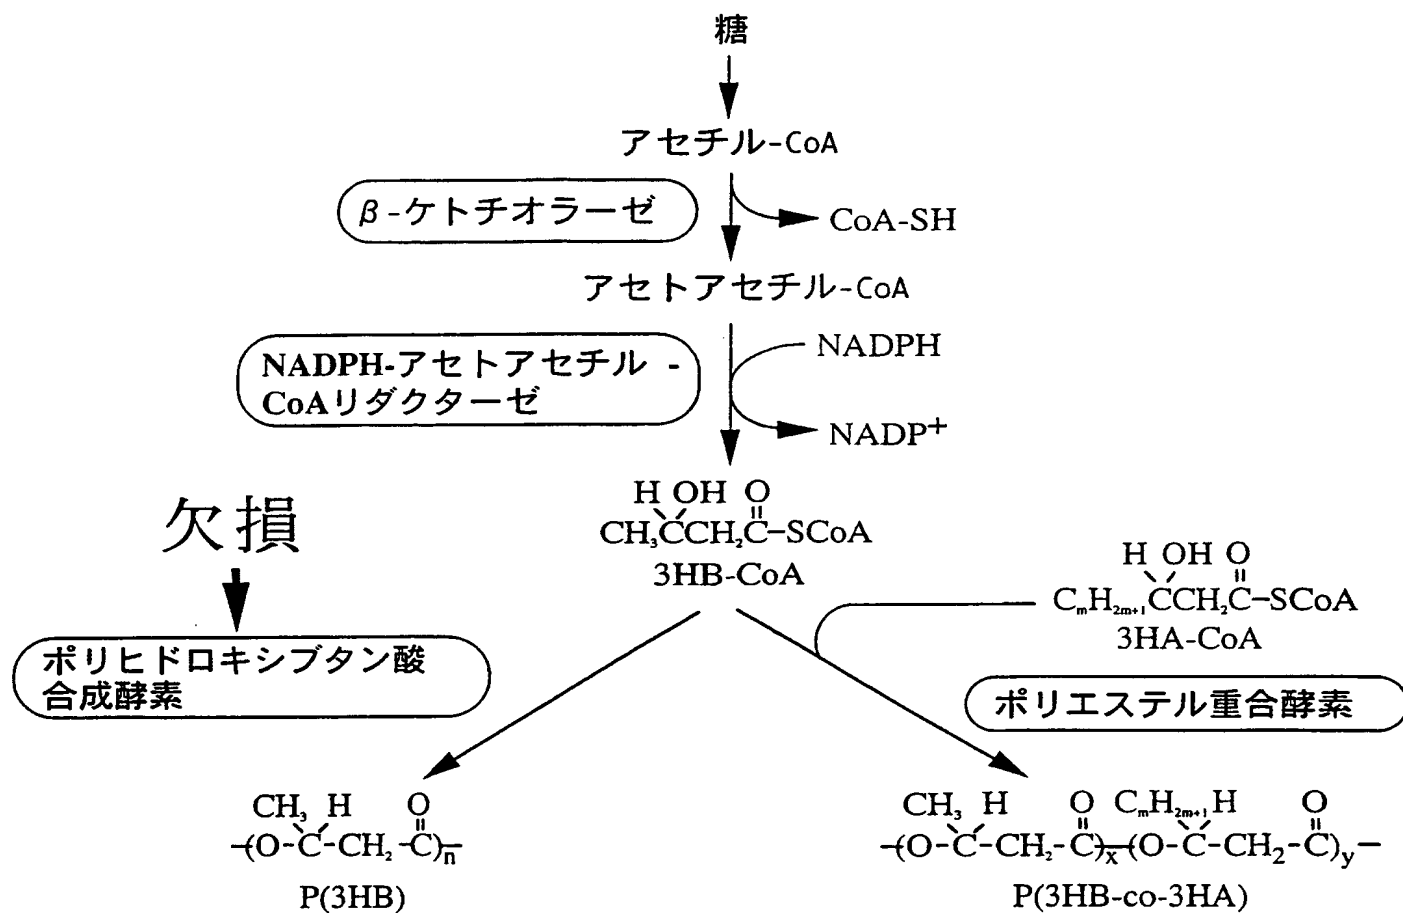 糖
アセチル-CoA
β-ケトチオラーゼ
CoA-SH
アセトアセチル-CoA
NADPH-アセトアセチル -
CoAリダクターゼ
NADPH
NADP+
H OH O
CH₃CCH₂C-SCoA
3HB-CoA
欠損
H OH O
CmH2m+1CCH₂C-SCoA
3HA-CoA
ポリヒドロキシブタン酸
合成酵素
ポリエステル重合酵素
CH₃ H O
-(O-C-CH₂-C)n-
P(3HB)
CH₃ H O CmH2m+1 H O
-(O-C-CH₂-C)x-(O-C-CH2-C)y-
P(3HB-co-3HA)